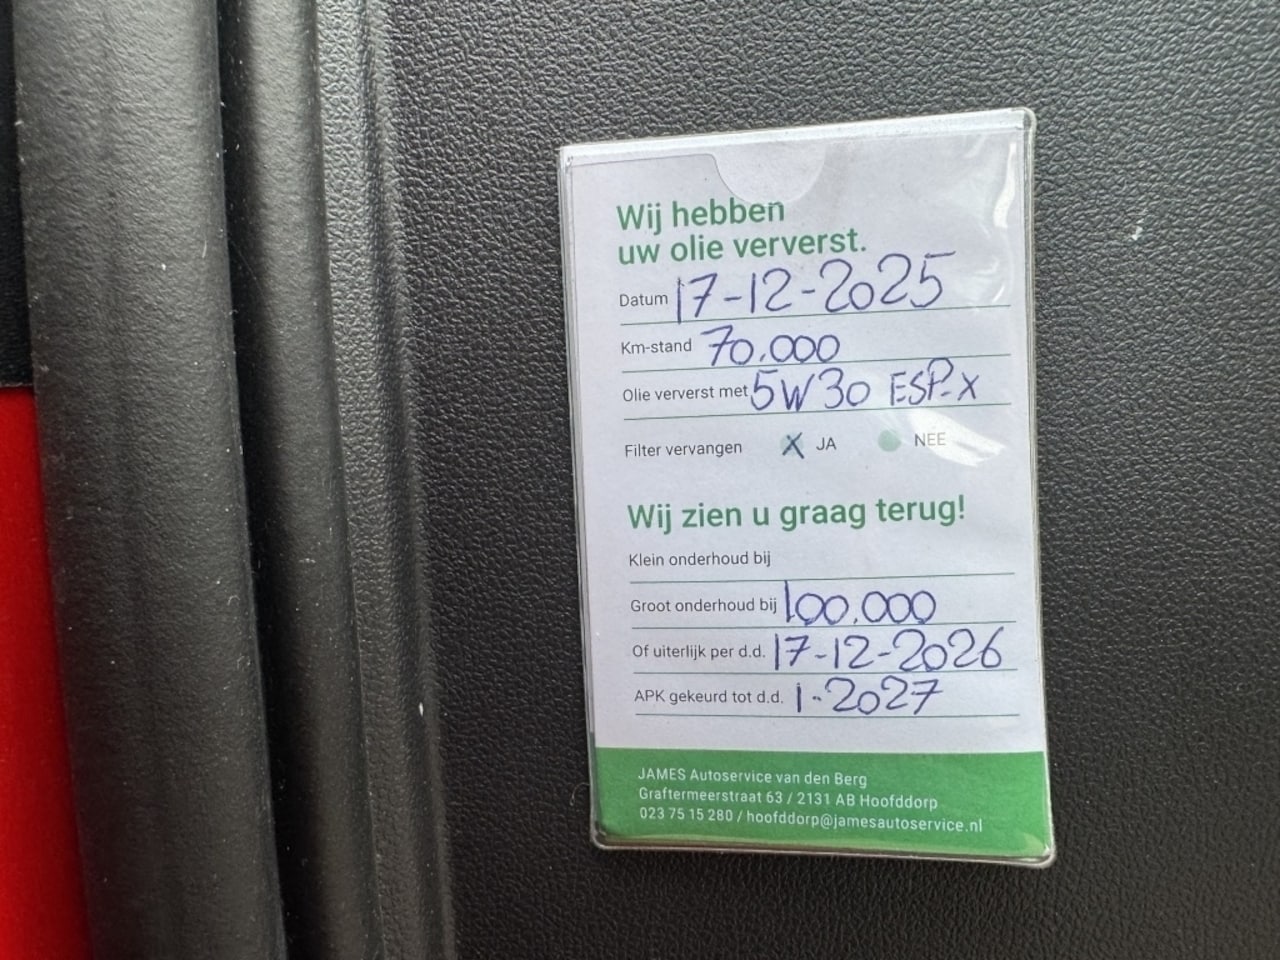 Wij hebben
uw olie ververst.
Datum 17-12-2025
Km-stand 70.000
Olie ververst met 5W30 ESP-X
Filter vervangen X JA NEE
Wij zien u graag terug!
Klein onderhoud bij
Groot onderhoud bij 100.000
Of uiterlijk per d.d. 17-12-2026
APK gekeurd tot d.d. 1-2027
JAMES Autoservice van den Berg
Graftermeerstraat 63 / 2131 AB Hoofddorp
023 75 15 280 / hoofddorp@jamesautoservice.nl